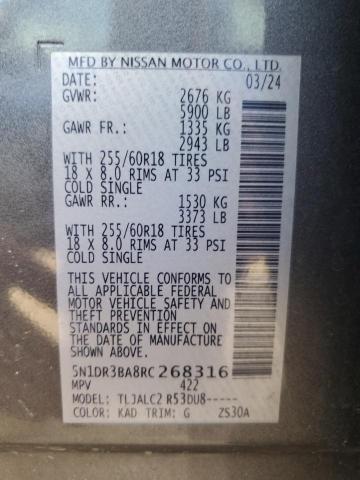 MFD BY NISSAN MOTOR CO., LTD.
DATE: 03/24
GVWR: 2676 KG
5900 LB
GAWR FR.: 1335 KG
2943 LB
WITH 255/60R18 TIRES
18 X 8.0 RIMS AT 33 PSI
COLD SINGLE
GAWR RR.: 1530 KG
3373 LB
WITH 255/60R18 TIRES
18 X 8.0 RIMS AT 33 PSI
COLD SINGLE
THIS VEHICLE CONFORMS TO
ALL APPLICABLE FEDERAL
MOTOR VEHICLE SAFETY AND
THEFT PREVENTION
STANDARDS IN EFFECT ON
THE DATE OF MANUFACTURE
SHOWN ABOVE.
5N1DR3BA8RC268316
MPV 422
MODEL TLJALC2 R53DU8-----
COLOR: KAD TRIM: G ZS30A